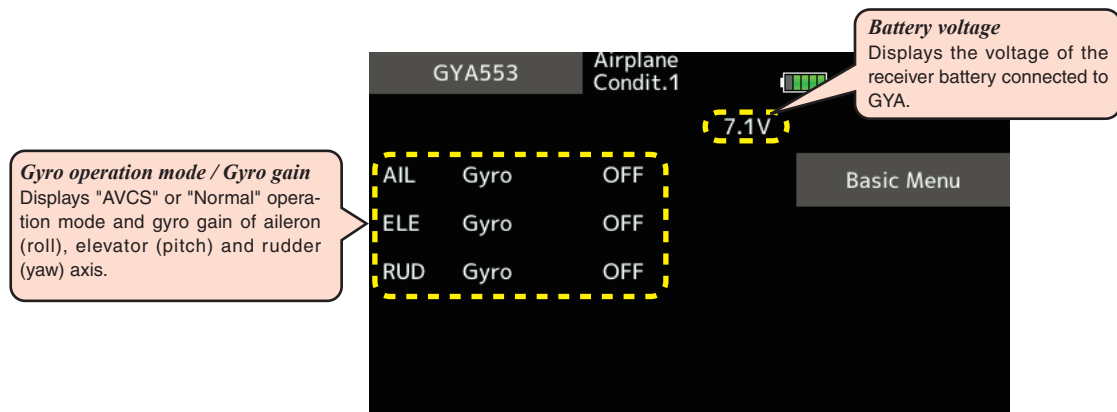 Battery voltage
Displays the voltage of the
receiver battery connected to
GYA.
GYA553
Airplane
Condit.1
7.1V
Gyro operation mode / Gyro gain
Displays "AVCS" or "Normal" opera-
tion mode and gyro gain of aileron
(roll), elevator (pitch) and rudder
(yaw) axis.
AIL Gyro OFF
ELE Gyro OFF
RUD Gyro OFF
Basic Menu